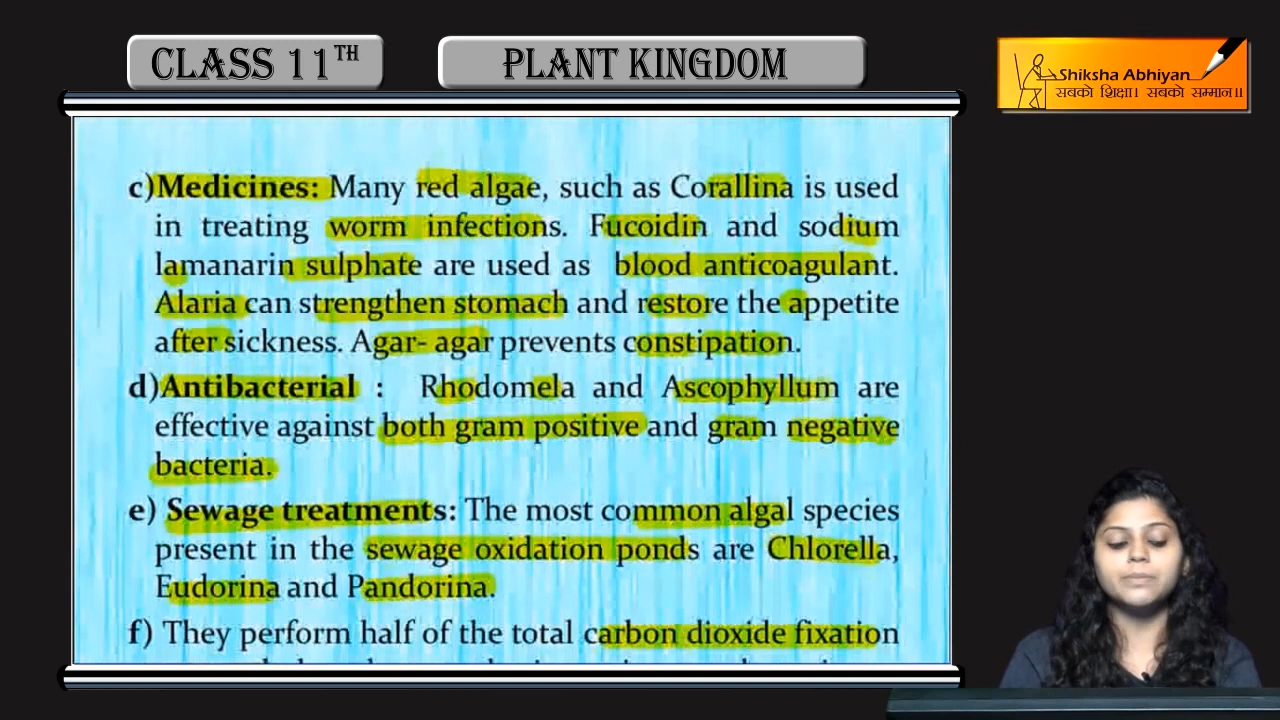 CLASS 11TH
PLANT KINGDOM
Shiksha Abhiyan
सबको शिक्षा। सबको सम्मान॥
c)Medicines: Many red algae, such as Corallina is used
in treating worm infections. Fucoidin and sodium
lamanarin sulphate are used as blood anticoagulant.
Alaria can strengthen stomach and restore the appetite
after sickness. Agar- agar prevents constipation.
d)Antibacterial : Rhodomela and Ascophyllum are
effective against both gram positive and gram negative
bacteria.
e) Sewage treatments: The most common algal species
present in the sewage oxidation ponds are Chlorella,
Eudorina and Pandorina.
f) They perform half of the total carbon dioxide fixation